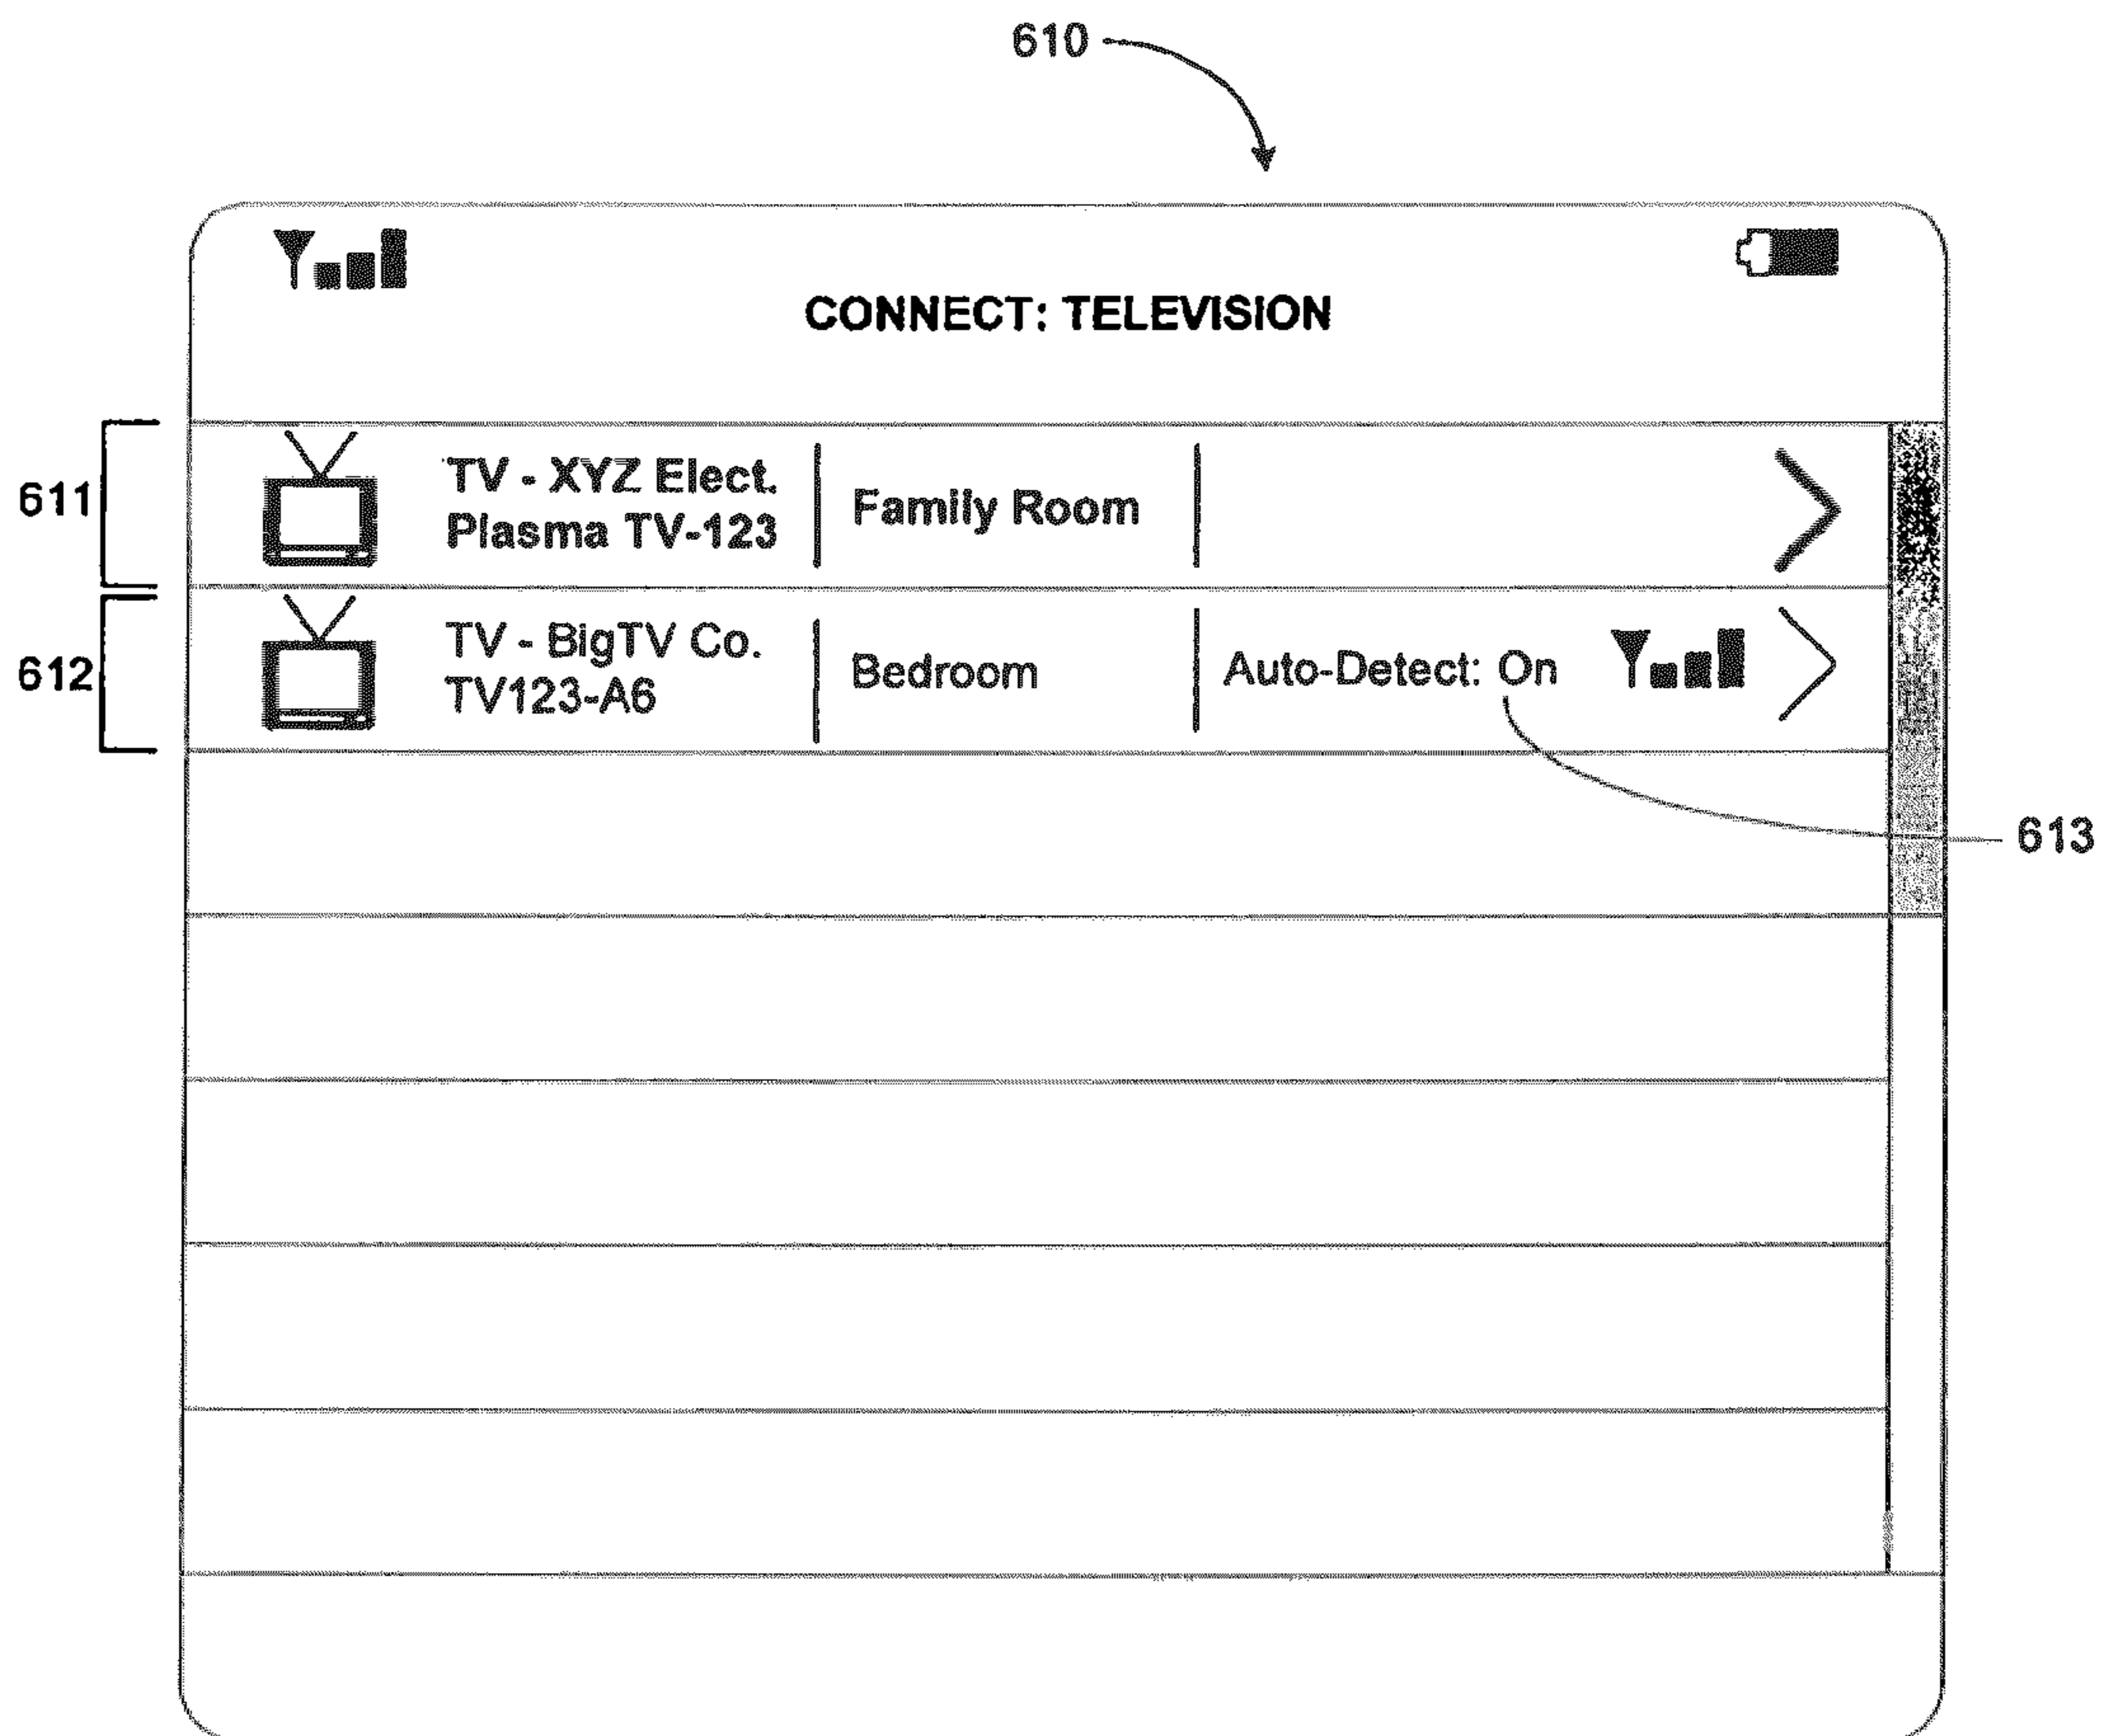 610
CONNECT: TELEVISION
611
TV - XYZ Elect.
Plasma TV-123
Family Room
612
TV - BigTV Co.
TV123-A6
Bedroom
Auto-Detect: On
613